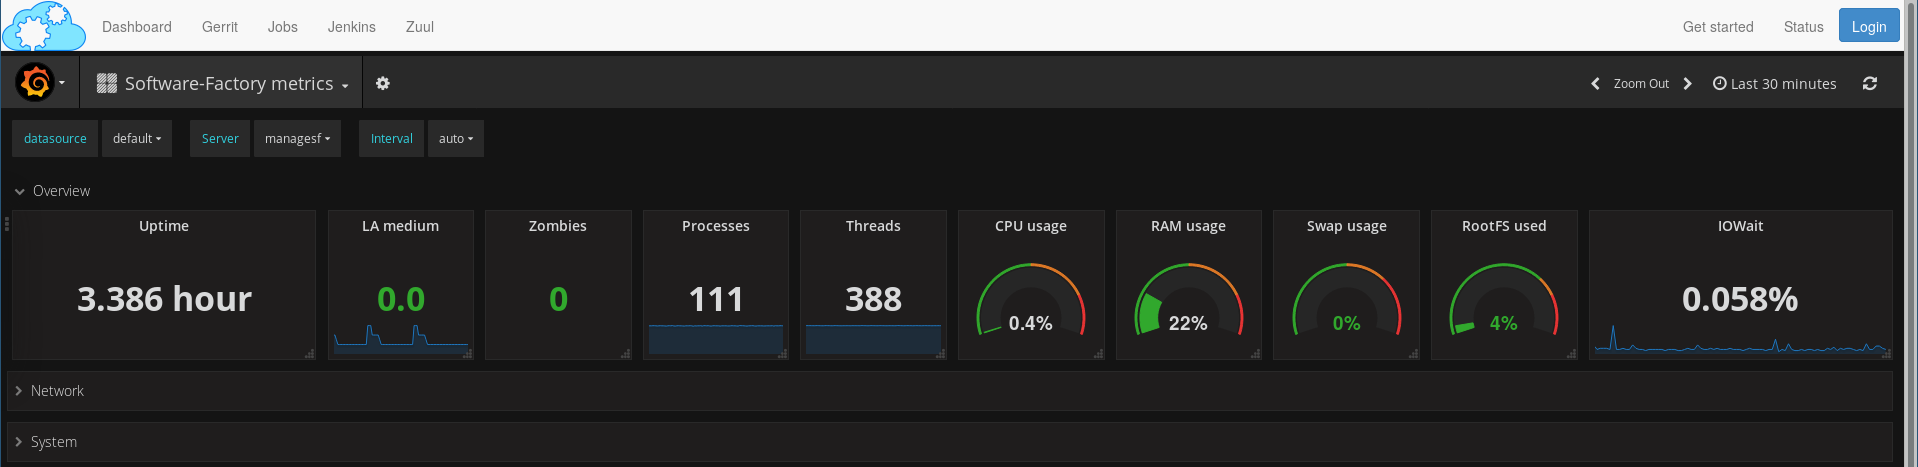 Dashboard Gerrit Jobs Jenkins Zuul Get started Status Login
Software-Factory metrics Zoom Out Last 30 minutes
datasource default Server managesf Interval auto
Overview
Uptime LA medium Zombies Processes Threads CPU usage RAM usage Swap usage RootFS used IOWait
3.386 hour 0.0 0 111 388 0.4% 22% 0% 4% 0.058%
Network
System